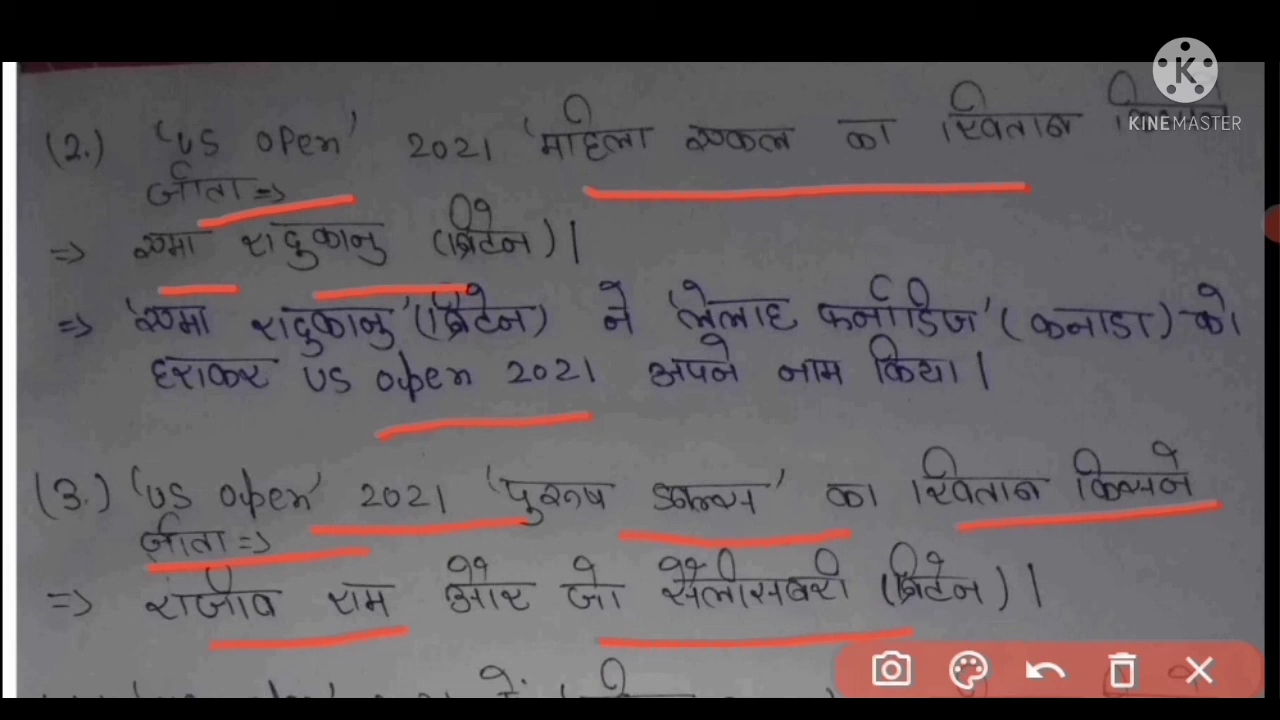 KINEMASTER
(2.) 'US open' 2021 'महिला एकल का खिताब किसने
जीता =>
=> एमा रादुकानु (ब्रिटेन) |
=> 'एमा रादुकानु' (ब्रिटेन) ने 'लेलाह फर्नांडिज' (कनाडा) को
हराकर US open 2021 अपने नाम किया |
(3.) 'US open' 2021 'पुरुष डबल्स' का खिताब किसने
जीता =>
=> राजीव राम और जो सैलीसबरी (ब्रिटेन) |